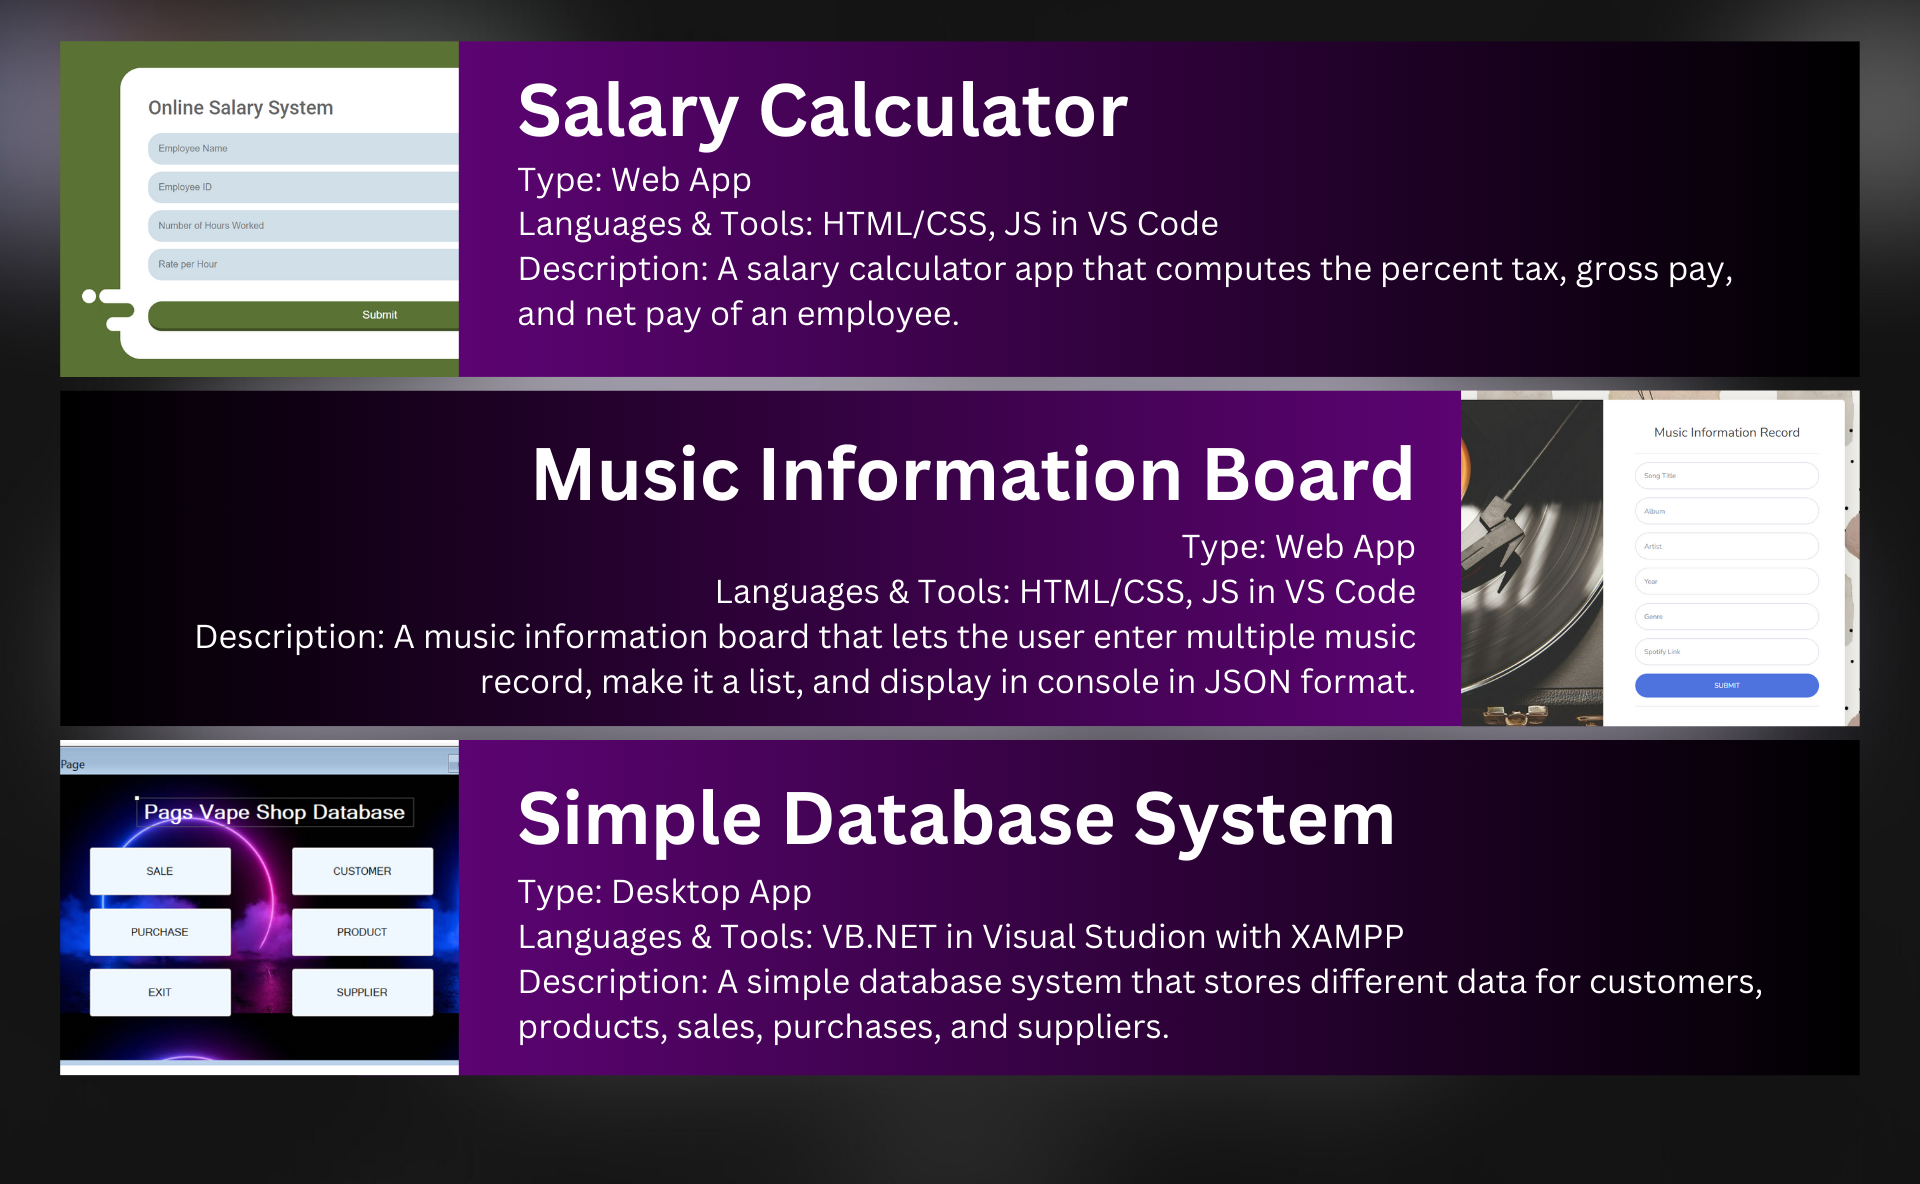 Online Salary System
Employee Name
Employee ID
Number of Hours Worked
Rate per Hour
Submit
Salary Calculator
Type: Web App
Languages & Tools: HTML/CSS, JS in VS Code
Description: A salary calculator app that computes the percent tax, gross pay,
and net pay of an employee.
Music Information Board
Type: Web App
Languages & Tools: HTML/CSS, JS in VS Code
Description: A music information board that lets the user enter multiple music
record, make it a list, and display in console in JSON format.
Music Information Record
Song Title
Album
Artist
Year
Genre
Spotify Link
SUBMIT
Page
Pags Vape Shop Database
SALE
CUSTOMER
PURCHASE
PRODUCT
EXIT
SUPPLIER
Simple Database System
Type: Desktop App
Languages & Tools: VB.NET in Visual Studion with XAMPP
Description: A simple database system that stores different data for customers,
products, sales, purchases, and suppliers.